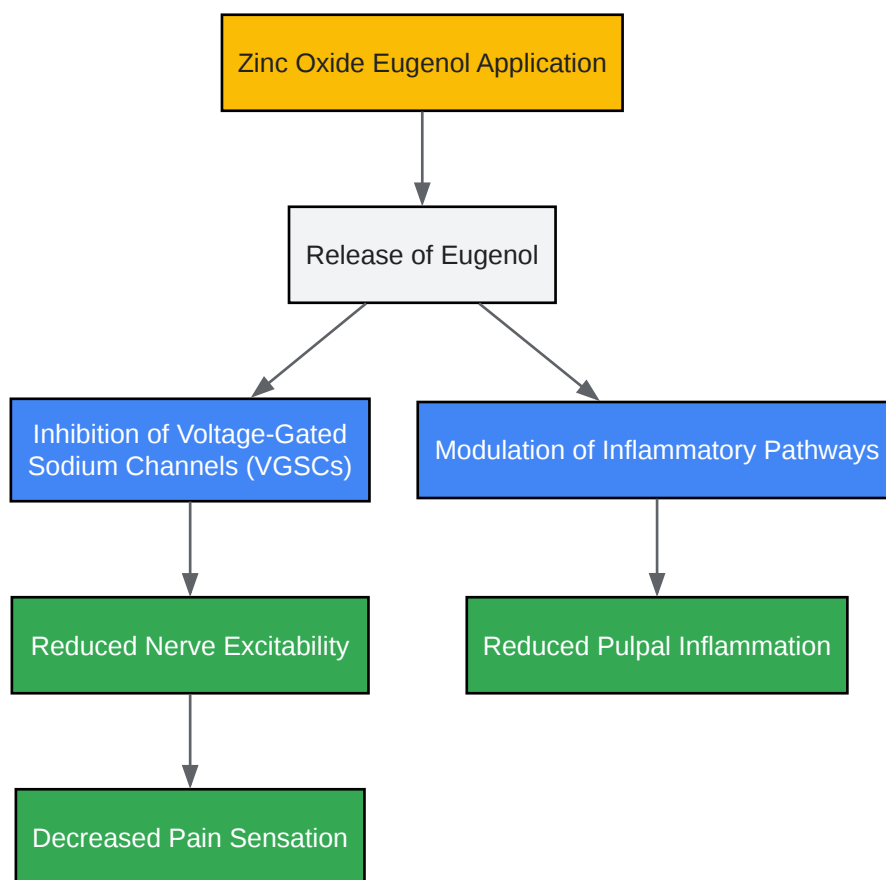 Zinc Oxide Eugenol Application
Release of Eugenol
Inhibition of Voltage-Gated
Sodium Channels (VGSCs)
Modulation of Inflammatory Pathways
Reduced Nerve Excitability
Reduced Pulpal Inflammation
Decreased Pain Sensation